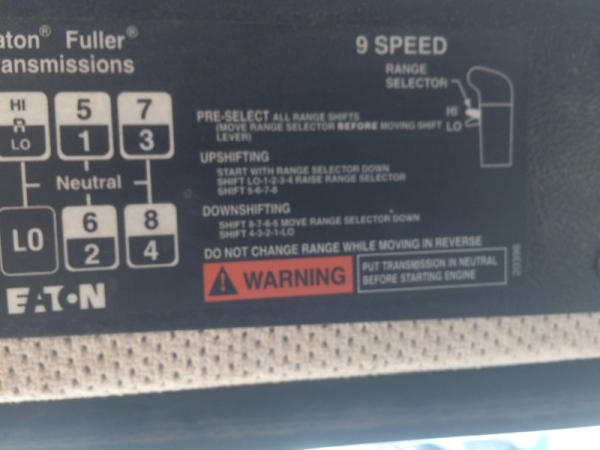 aton® Fuller®
ansmissions
9 SPEED
RANGE
SELECTOR
HI
LO
HI
R
LO
5
1
7
3
Neutral
LO
6
2
8
4
EATON
PRE-SELECT ALL RANGE SHIFTS
(MOVE RANGE SELECTOR BEFORE MOVING SHIFT
LEVER)
UPSHIFTING
START WITH RANGE SELECTOR DOWN
SHIFT LO-1-2-3-4 RAISE RANGE SELECTOR
SHIFT 5-6-7-8
DOWNSHIFTING
SHIFT 8-7-6-5 MOVE RANGE SELECTOR DOWN
SHIFT 4-3-2-1-LO
DO NOT CHANGE RANGE WHILE MOVING IN REVERSE
WARNING
PUT TRANSMISSION IN NEUTRAL
BEFORE STARTING ENGINE